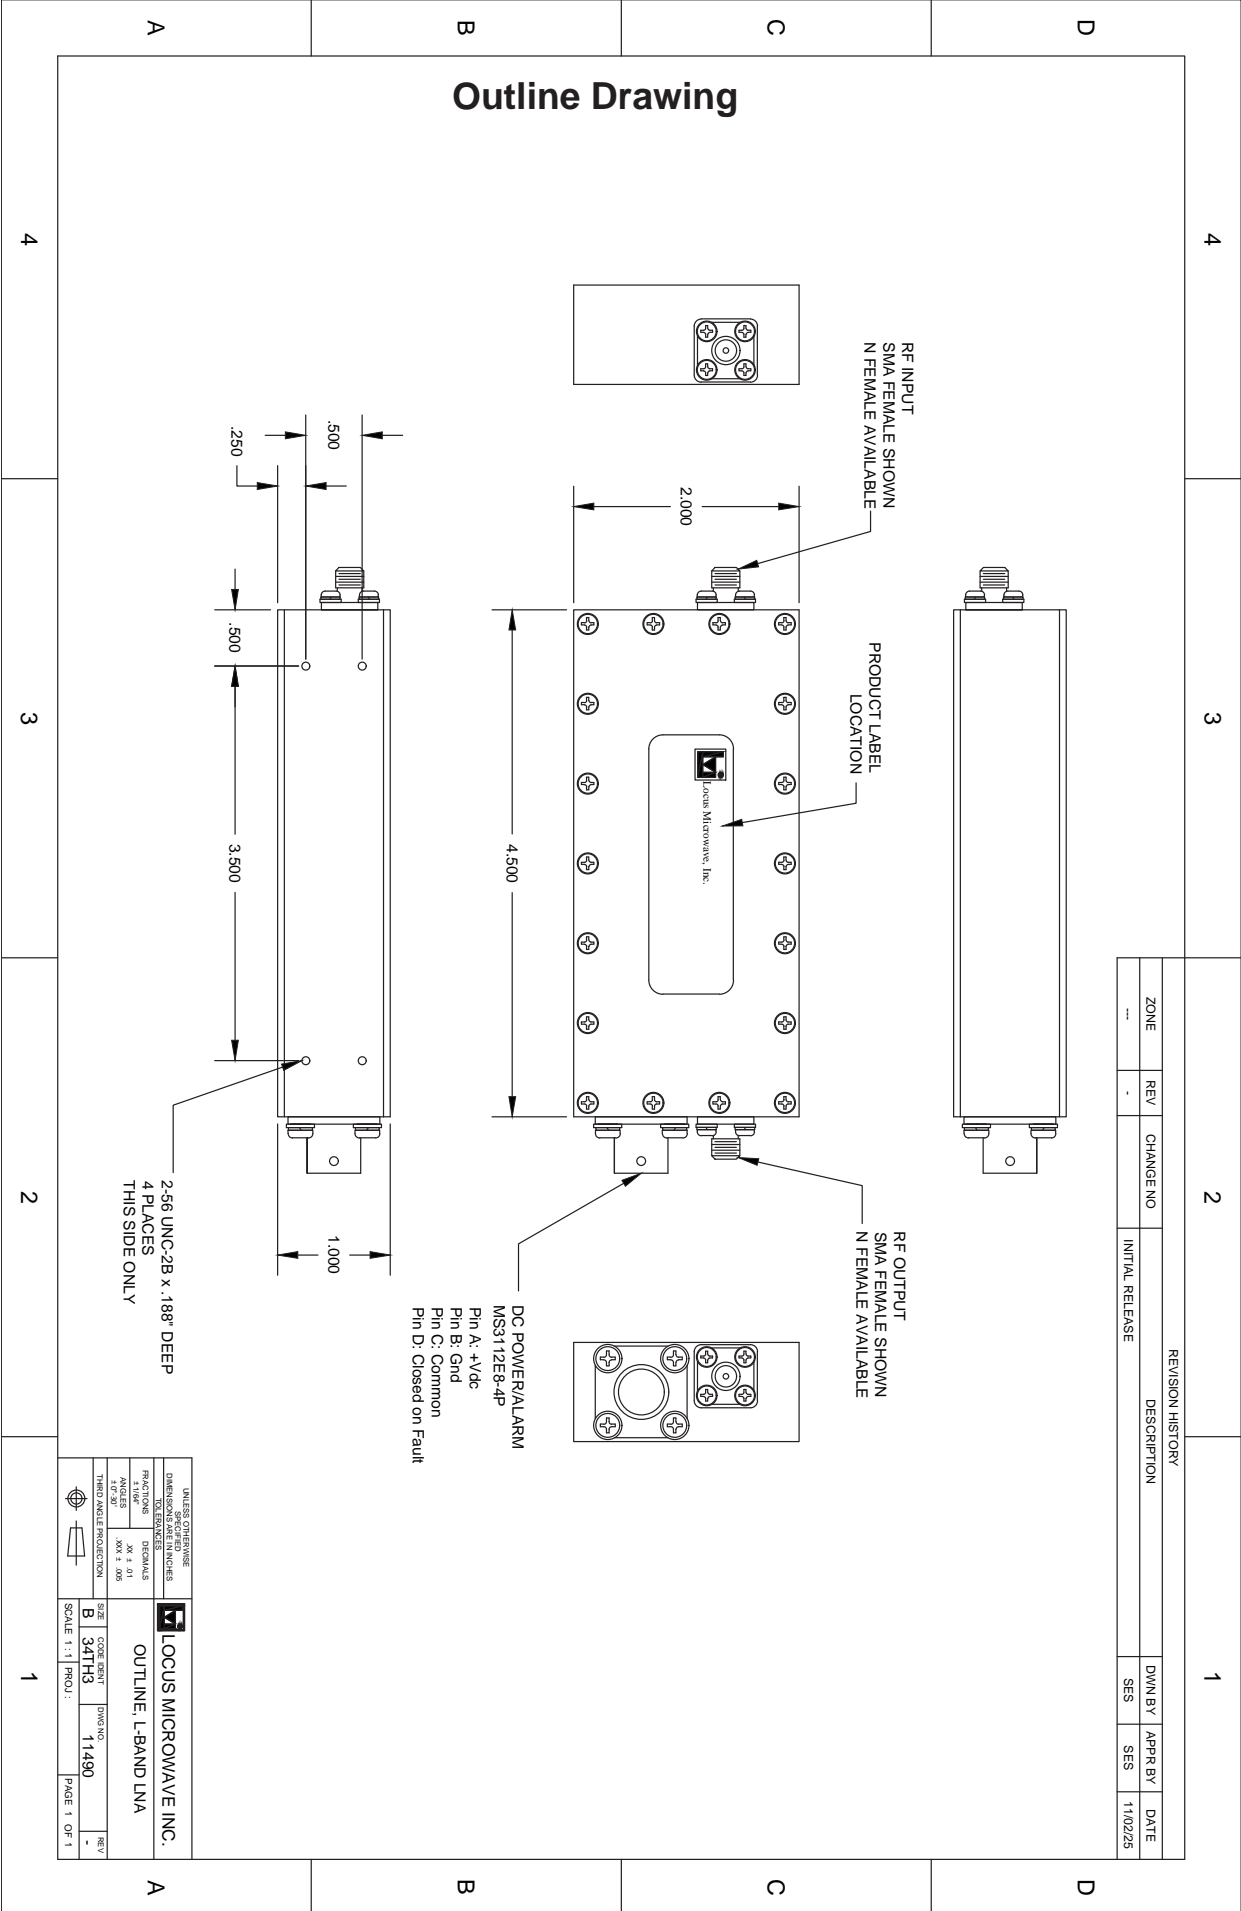 Outline Drawing
A
B
C
D
4
3
2
1
4
3
2
1
A
B
C
D
REVISION HISTORY
ZONE REV CHANGE NO DESCRIPTION DWN BY APPR BY DATE
--- - INITIAL RELEASE SES SES 11/02/25
RF INPUT
SMA FEMALE SHOWN
N FEMALE AVAILABLE
PRODUCT LABEL
LOCATION
RF OUTPUT
SMA FEMALE SHOWN
N FEMALE AVAILABLE
2.000
Locus Microwave, Inc.
4.500
DC POWER/ALARM
MS3112E8-4P
Pin A: +Vdc
Pin B: Gnd
Pin C: Common
Pin D: Closed on Fault
.500
.250
.500
3.500
1.000
2-56 UNC-2B x .188" DEEP
4 PLACES
THIS SIDE ONLY
UNLESS OTHERWISE
SPECIFIED
DIMENSIONS ARE IN INCHES
TOLERANCES
FRACTIONS
± 1/64"
DECIMALS
.XX ± .01
.XXX ± .005
ANGLES
± 0°-30'
THIRD ANGLE PROJECTION
LOCUS MICROWAVE INC.
OUTLINE, L-BAND LNA
SIZE
B
CODE IDENT
34TH3
DWG NO.
11490
REV
-
SCALE 1:1
PROJ :
PAGE 1 OF 1